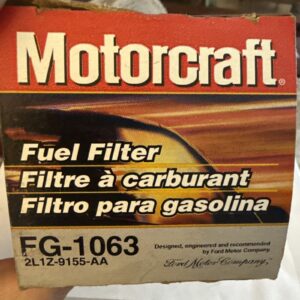 Motorcraft®
Fuel Filter
Filtre à carburant
Filtro para gasolina
FG-1063
2L1Z-9155-AA
Designed, engineered and recommended
by Ford Motor Company
Ford Motor Company,